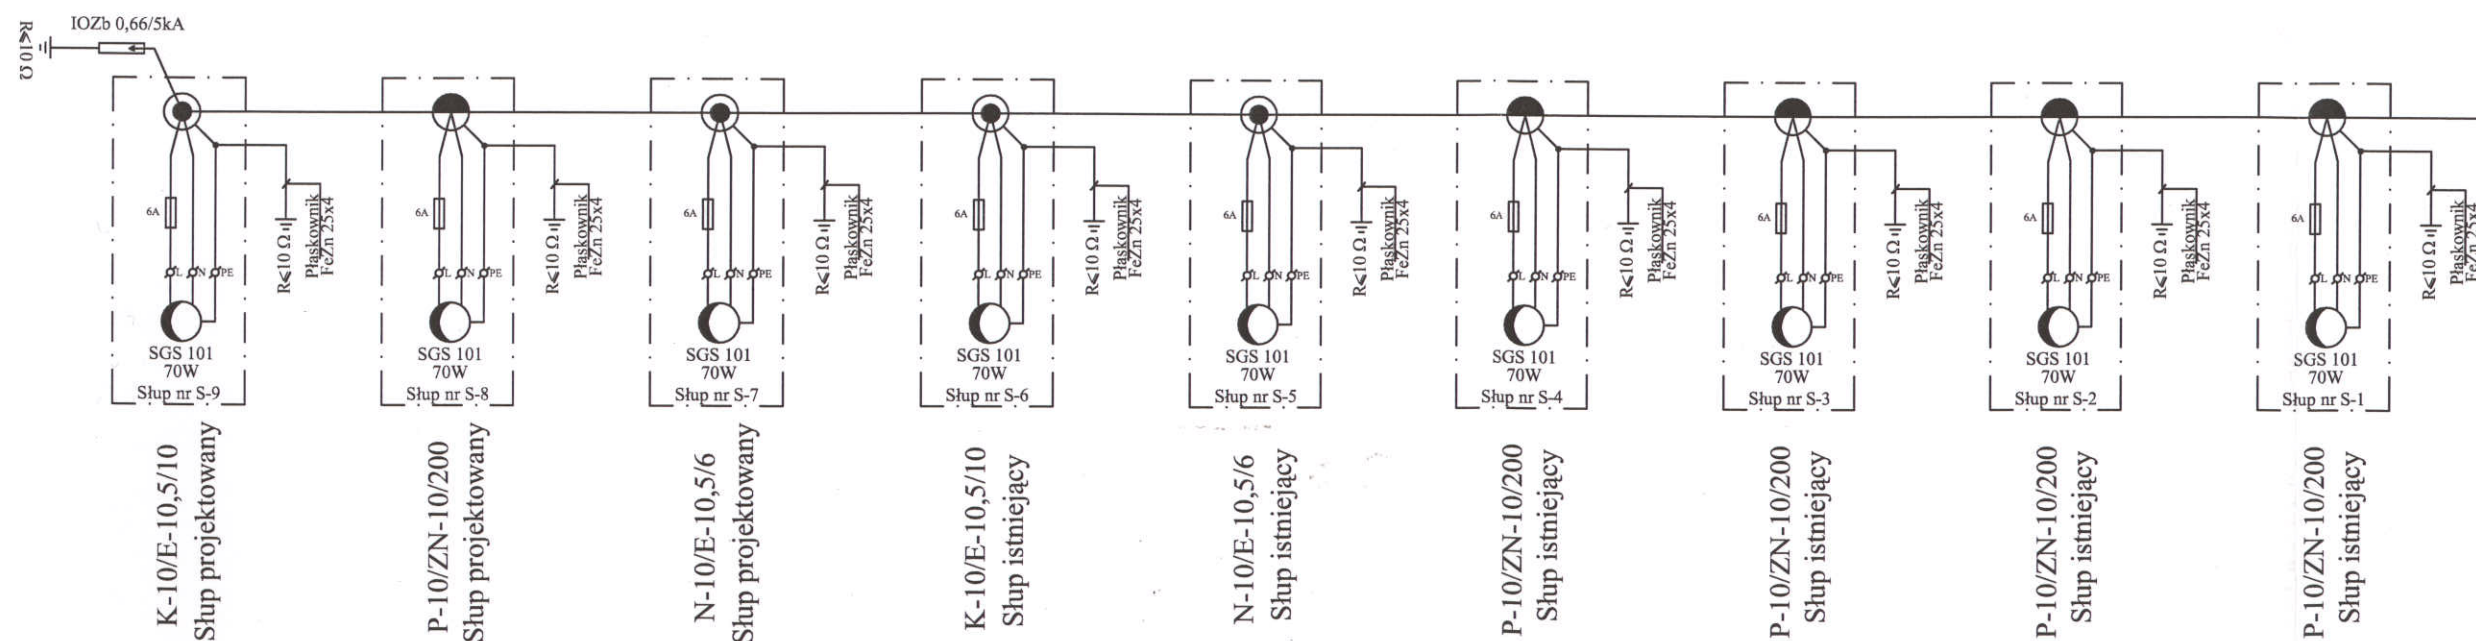 R⩽10 Ω
IOZb 0,66/5kA
6A
L N PE
R⩽10 Ω
Płaskownik
FeZn 25x4
SGS 101
70W
Słup nr S-9
K-10/E-10,5/10
Słup projektowany
6A
L N PE
R⩽10 Ω
Płaskownik
FeZn 25x4
SGS 101
70W
Słup nr S-8
P-10/ZN-10/200
Słup projektowany
6A
L N PE
R⩽10 Ω
Płaskownik
FeZn 25x4
SGS 101
70W
Słup nr S-7
N-10/E-10,5/6
Słup projektowany
6A
L N PE
R⩽10 Ω
Płaskownik
FeZn 25x4
SGS 101
70W
Słup nr S-6
K-10/E-10,5/10
Słup istniejący
6A
L N PE
R⩽10 Ω
Płaskownik
FeZn 25x4
SGS 101
70W
Słup nr S-5
N-10/E-10,5/6
Słup istniejący
6A
L N PE
R⩽10 Ω
Płaskownik
FeZn 25x4
SGS 101
70W
Słup nr S-4
P-10/ZN-10/200
Słup istniejący
6A
L N PE
R⩽10 Ω
Płaskownik
FeZn 25x4
SGS 101
70W
Słup nr S-3
P-10/ZN-10/200
Słup istniejący
6A
L N PE
R⩽10 Ω
Płaskownik
FeZn 25x4
SGS 101
70W
Słup nr S-2
P-10/ZN-10/200
Słup istniejący
6A
L N PE
R⩽10 Ω
Płaskownik
FeZn 25x4
SGS 101
70W
Słup nr S-1
P-10/ZN-10/200
Słup istniejący